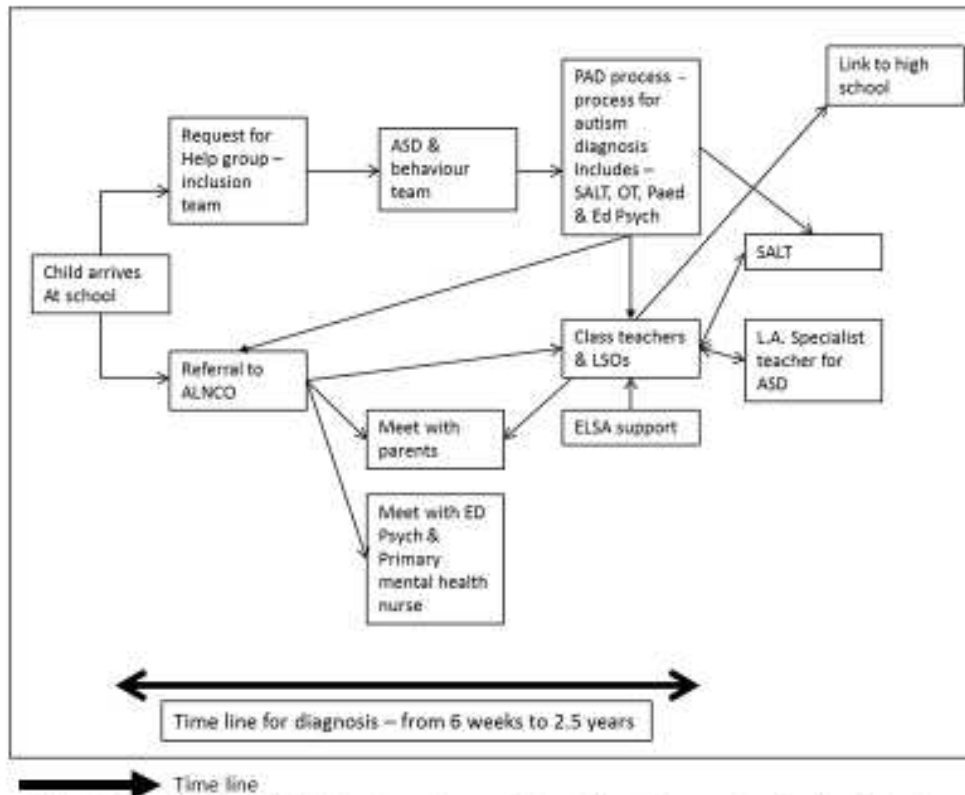 PAD process –
process for
autism
diagnosis
Includes –
SALT, OT, Paed
& Ed Psych
Link to high
school
Request for
Help group –
inclusion
team
ASD &
behaviour
team
Child arrives
At school
SALT
Referral to
ALNCO
Class teachers
& LSOs
L.A. Specialist
teacher for
ASD
Meet with
parents
ELSA support
Meet with ED
Psych &
Primary
mental health
nurse
Time line for diagnosis – from 6 weeks to 2.5 years
Time line